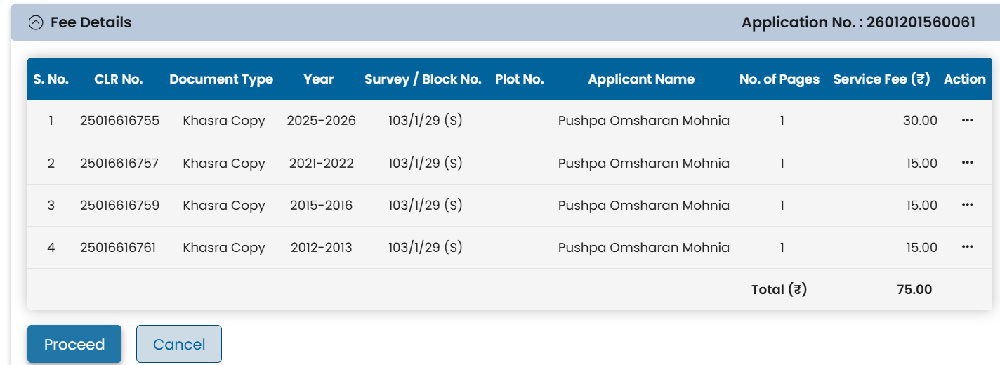 Fee Details Application No. : 2601201560061
S. No. CLR No. Document Type Year Survey / Block No. Plot No. Applicant Name No. of Pages Service Fee (₹) Action
1 25016616755 Khasra Copy 2025-2026 103/1/29 (S) Pushpa Omsharan Mohnia 1 30.00 ···
2 25016616757 Khasra Copy 2021-2022 103/1/29 (S) Pushpa Omsharan Mohnia 1 15.00 ···
3 25016616759 Khasra Copy 2015-2016 103/1/29 (S) Pushpa Omsharan Mohnia 1 15.00 ···
4 25016616761 Khasra Copy 2012-2013 103/1/29 (S) Pushpa Omsharan Mohnia 1 15.00 ···
Total (₹) 75.00
Proceed Cancel